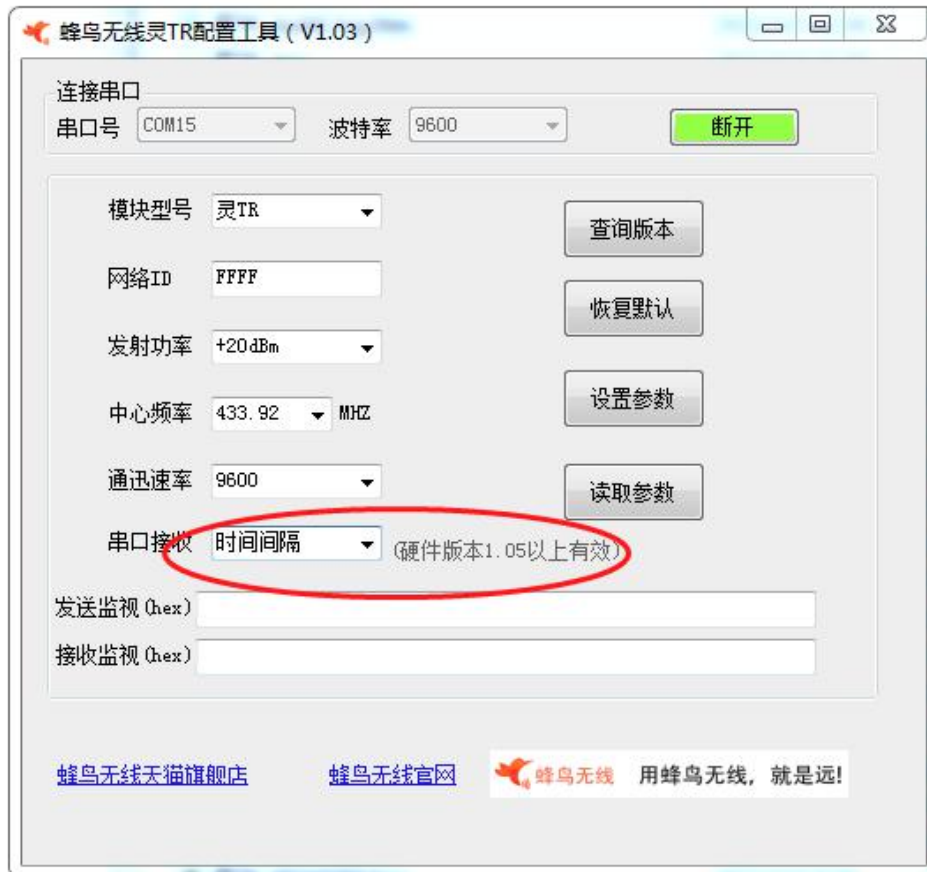 蜂鸟无线灵TR配置工具(V1.03)
连接串口
串口号 COM15 波特率 9600 断开
模块型号 灵TR 查询版本
网络ID FFFF
恢复默认
发射功率 +20dBm
中心频率 433.92 MHZ 设置参数
通迅速率 9600 读取参数
串口接收 时间间隔 (硬件版本1.05以上有效)
发送监视(hex)
接收监视(hex)
蜂鸟无线天猫旗舰店 蜂鸟无线官网 蜂鸟无线 用蜂鸟无线，就是远!